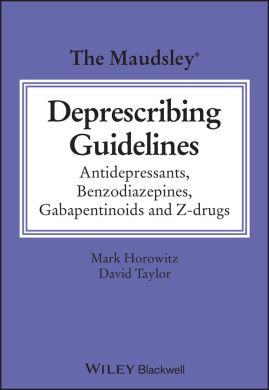 The Maudsley®
Deprescribing
Guidelines
Antidepressants,
Benzodiazepines,
Gabapentinoids and Z-drugs
Mark Horowitz
David Taylor
WILEY Blackwell